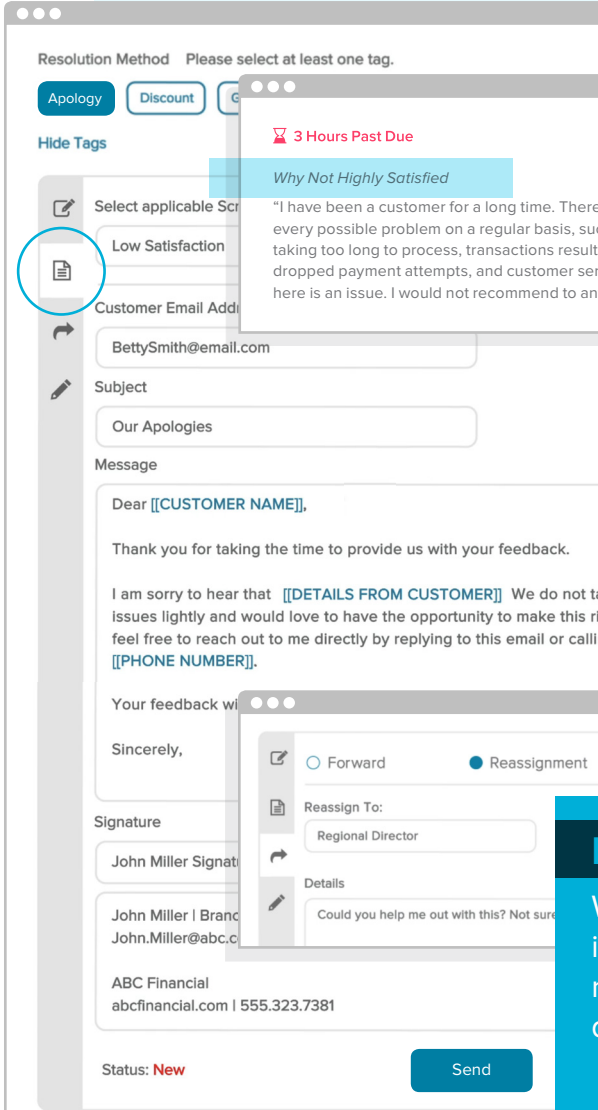 Resolution Method Please select at least one tag.
Apology Discount G
Hide Tags
3 Hours Past Due
Why Not Highly Satisfied
“I have been a customer for a long time. There
every possible problem on a regular basis, su
taking too long to process, transactions result
dropped payment attempts, and customer ser
here is an issue. I would not recommend to an
Select applicable Scr
Low Satisfaction
Customer Email Addr
BettySmith@email.com
Subject
Our Apologies
Message
Dear [[CUSTOMER NAME]],
Thank you for taking the time to provide us with your feedback.
I am sorry to hear that [[DETAILS FROM CUSTOMER]] We do not ta
issues lightly and would love to have the opportunity to make this ri
feel free to reach out to me directly by replying to this email or calli
[[PHONE NUMBER]].
Your feedback wi
Sincerely,
Forward Reassignment
Reassign To:
Regional Director
Details
Could you help me out with this? Not sure
Signature
John Miller Signatu
John Miller | Branc
John.Miller@abc.c
ABC Financial
abcfinancial.com | 555.323.7381
Status: New
Send